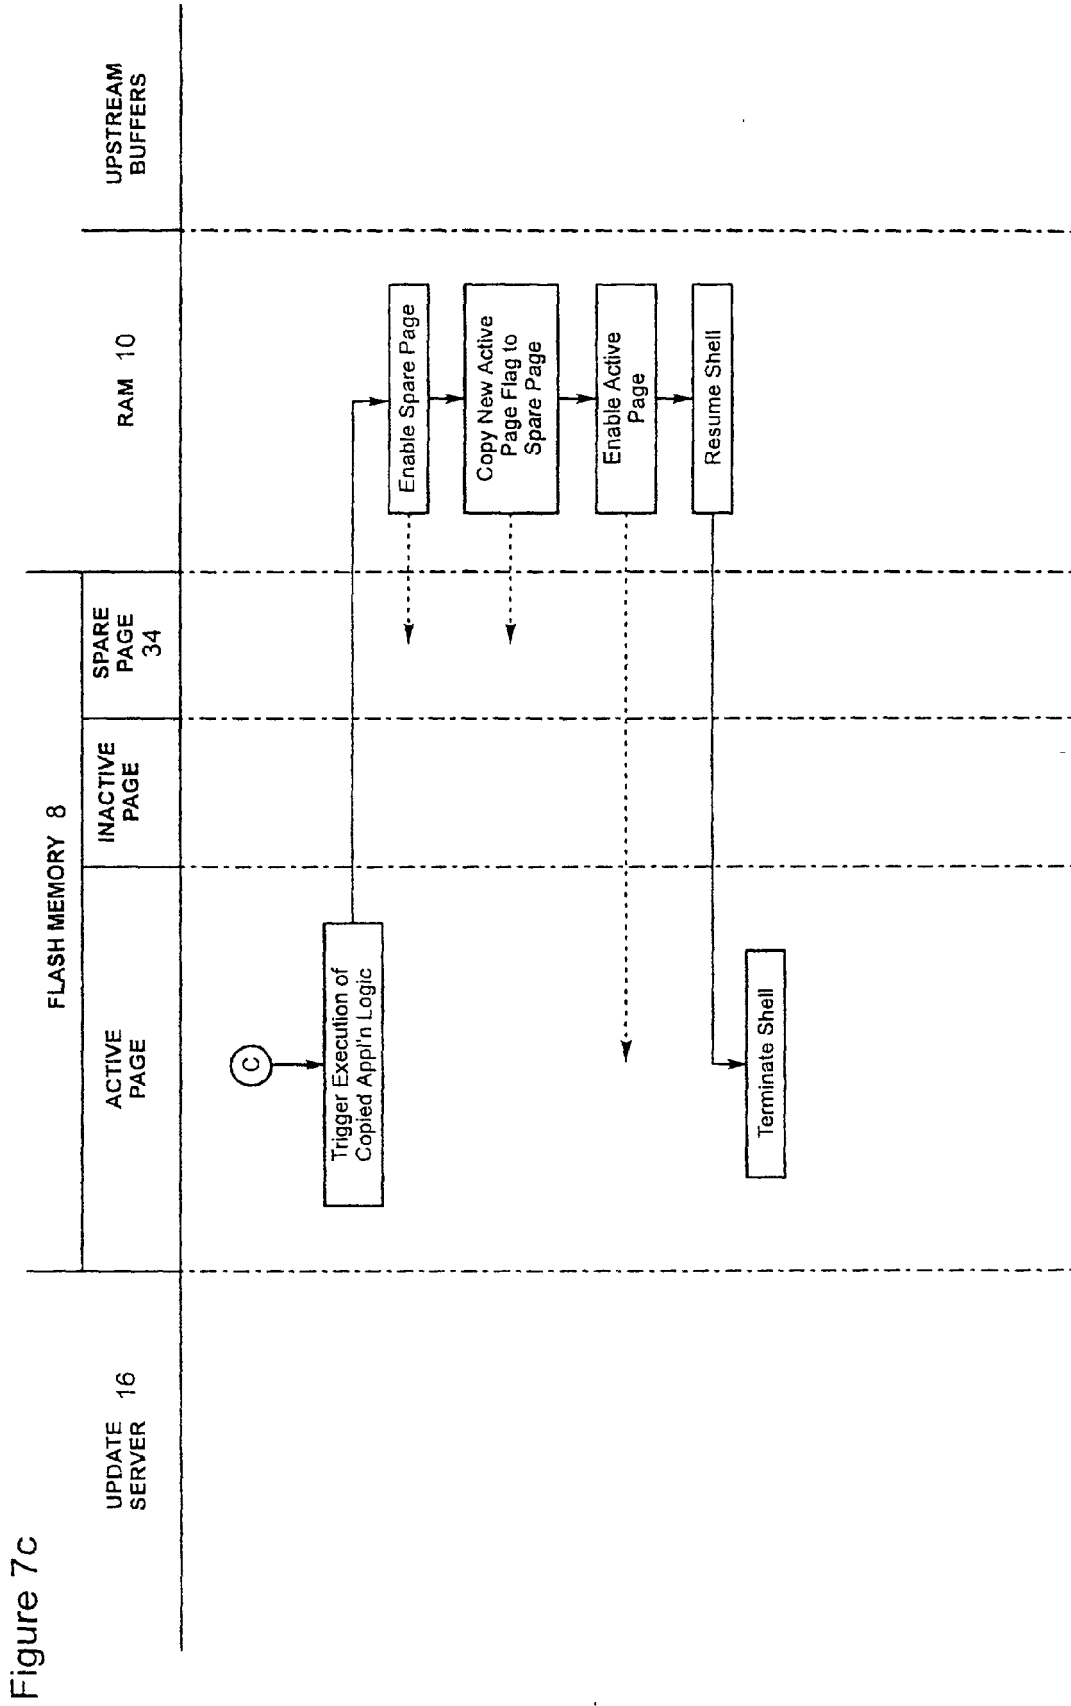 Figure 7c
FLASH MEMORY 8
UPDATE
SERVER 16
ACTIVE
PAGE
INACTIVE
PAGE
SPARE
PAGE
34
RAM 10
UPSTREAM
BUFFERS
C
Trigger Execution of
Copied Appl'n Logic
Enable Spare Page
Copy New Active
Page Flag to
Spare Page
Enable Active
Page
Resume Shell
Terminate Shell